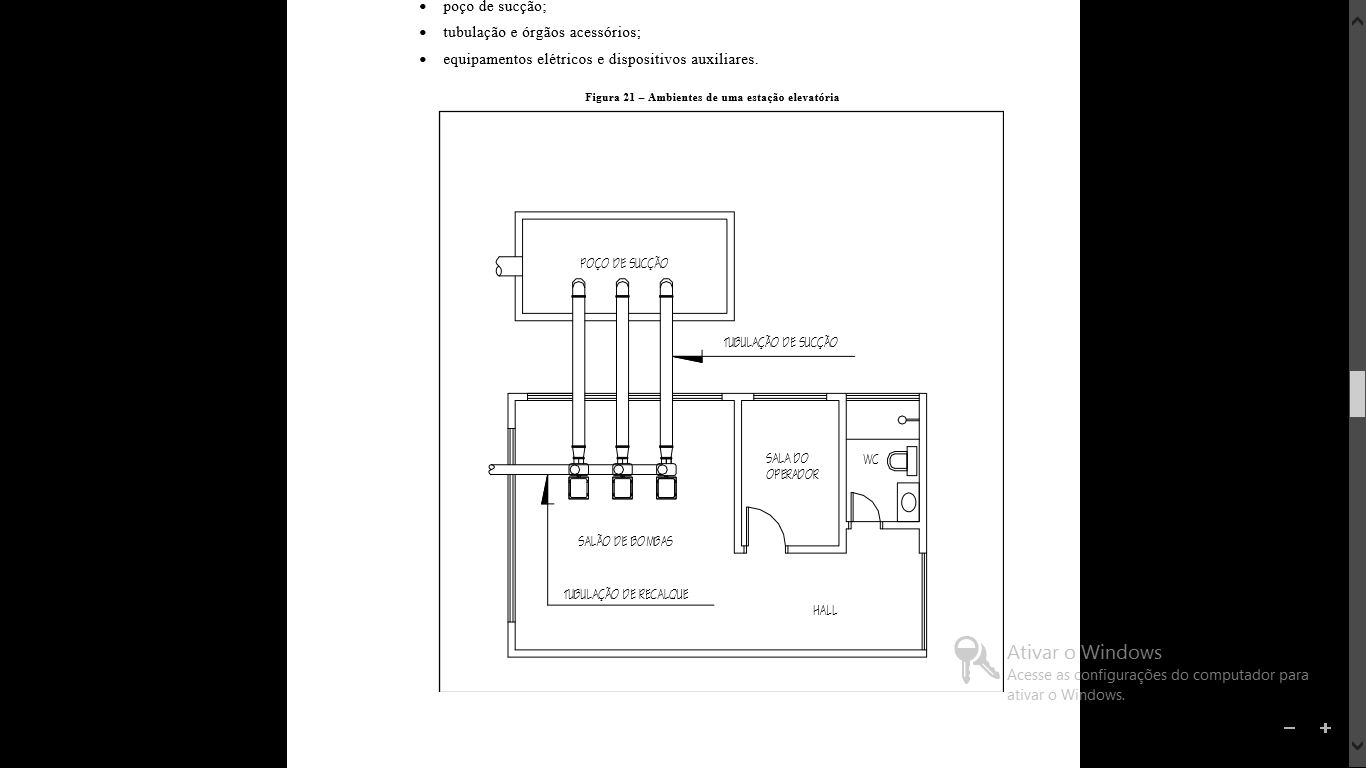 • poço de sucção;
• tubulação e órgãos acessórios;
• equipamentos elétricos e dispositivos auxiliares.
Figura 21 – Ambientes de uma estação elevatória
POÇO DE SUCÇÃO
TUBULAÇÃO DE SUCÇÃO
SALA DO
OPERADOR
WC
SALÃO DE BOMBAS
TUBULAÇÃO DE RECALQUE
HALL
Ativar o Windows
Acesse as configurações do computador para
ativar o Windows.